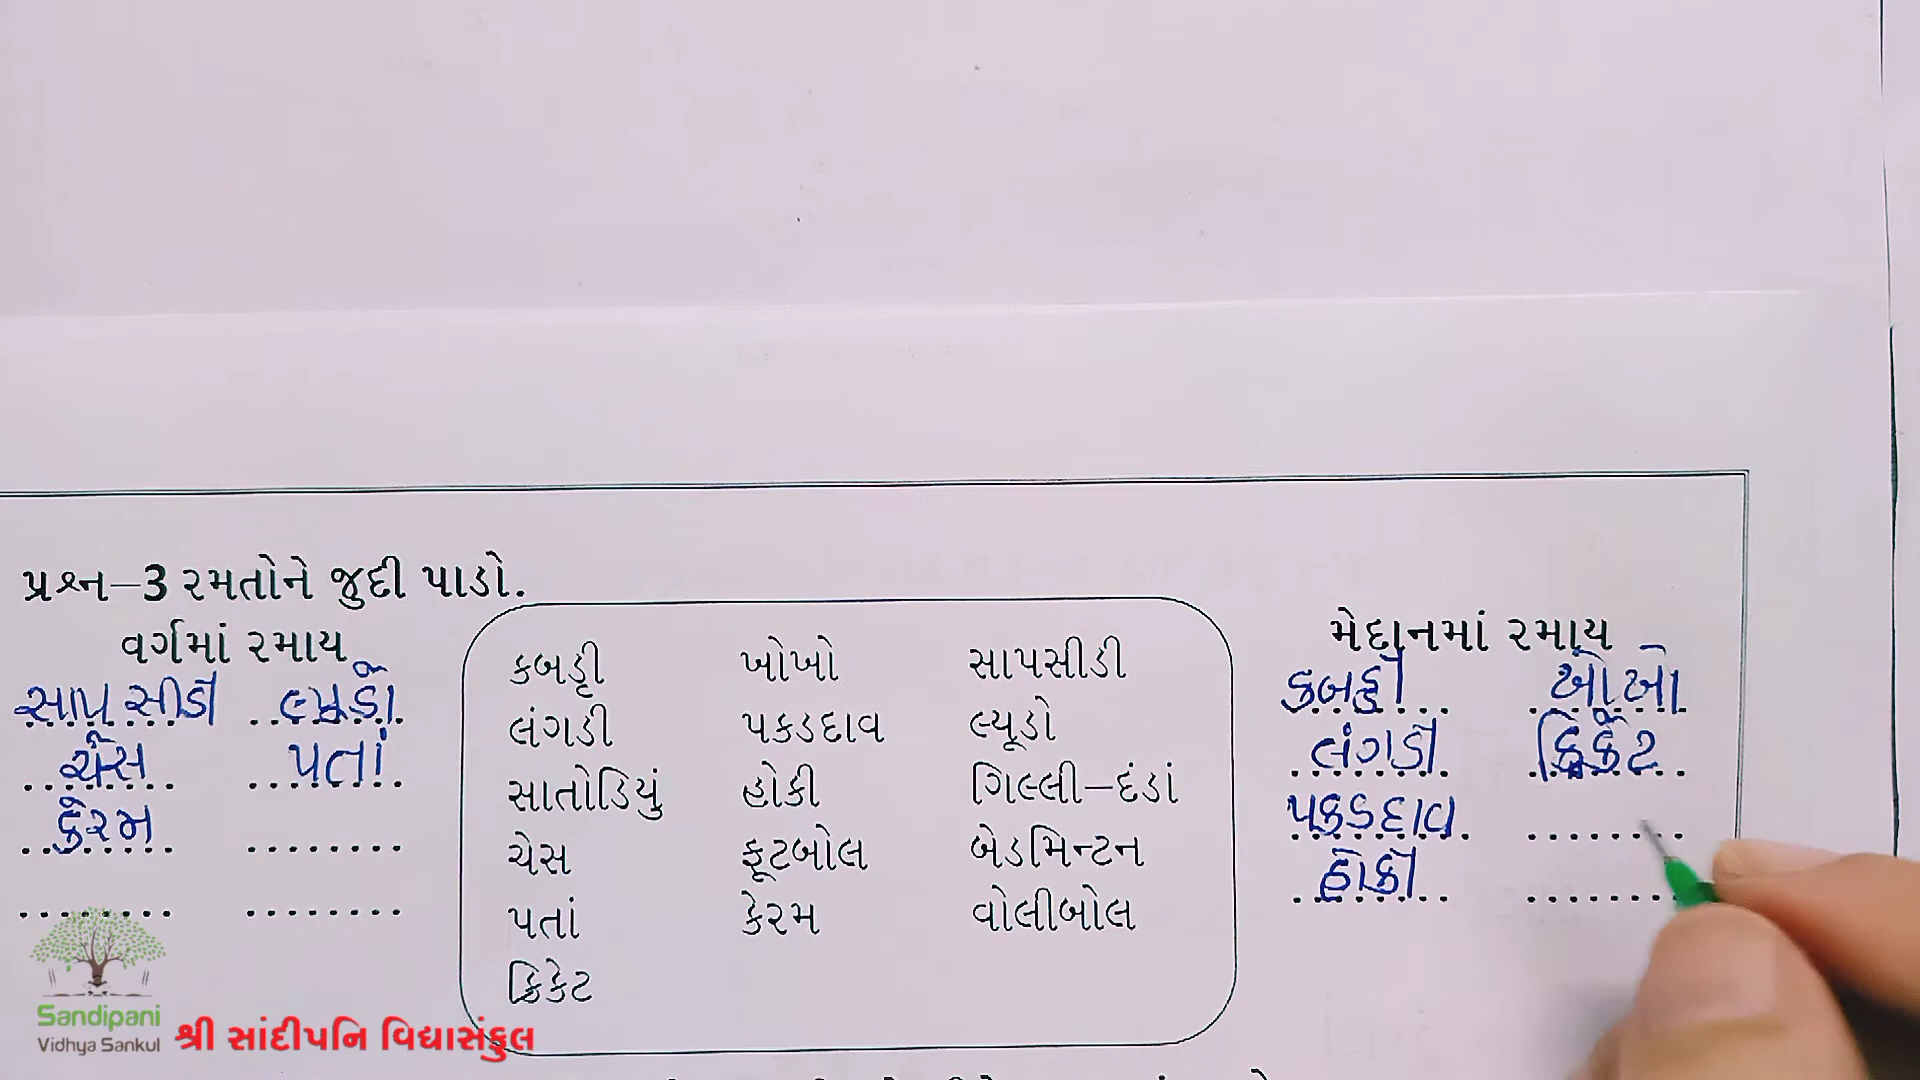 પ્રશ્ન–3 રમતોને જુદી પાડો.
વર્ગમાં રમાય
સાપ સીડી લ્યૂડો
ચેસ પતાં
કેરમ
કબડ્ડી ખોખો સાપસીડી
લંગડી પકડદાવ લ્યૂડો
સાતોડિયું હોકી ગિલ્લી–દંડાં
ચેસ ફૂટબોલ બેડમિન્ટન
પતાં કેરમ વોલીબોલ
ક્રિકેટ
મેદાનમાં રમાય
કબડ્ડી ખોખો
લંગડી ક્રિકેટ
પકડદાવ
હોકી
Sandipani
Vidhya Sankul
શ્રી સાંદીપનિ વિદ્યાસંકુલ